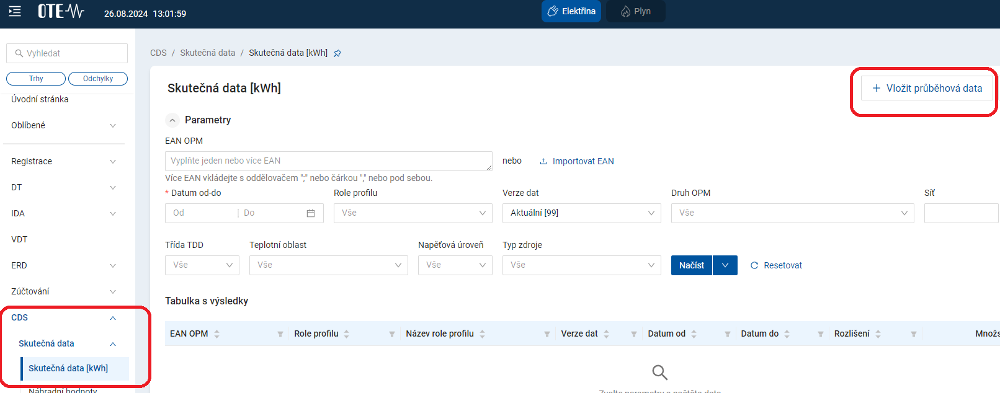 OTE 26.08.2024 13:01:59 Elektřina Plyn
Vyhledat
Trhy Odchylky
Úvodní stránka
Oblíbené
Registrace
DT
IDA
VDT
ERD
Zúčtování
CDS
Skutečná data
Skutečná data [kWh]
Náhradní hodnoty
CDS / Skutečná data / Skutečná data [kWh]
Skutečná data [kWh]
+ Vložit průběhová data
Parametry
EAN OPM
Vyplňte jeden nebo více EAN nebo Importovat EAN
Více EAN vkládejte s oddělovačem ";" nebo čárkou "," nebo pod sebou.
* Datum od-do Role profilu Verze dat Druh OPM Síť
Od Do Vše Aktuální [99] Vše
Třída TDD Teplotní oblast Napěťová úroveň Typ zdroje
Vše Vše Vše Vše Načíst Resetovat
Tabulka s výsledky
EAN OPM Role profilu Název role profilu Verze dat Datum od Datum do Rozlišení Množs
Zvolte parametry a načtěte data